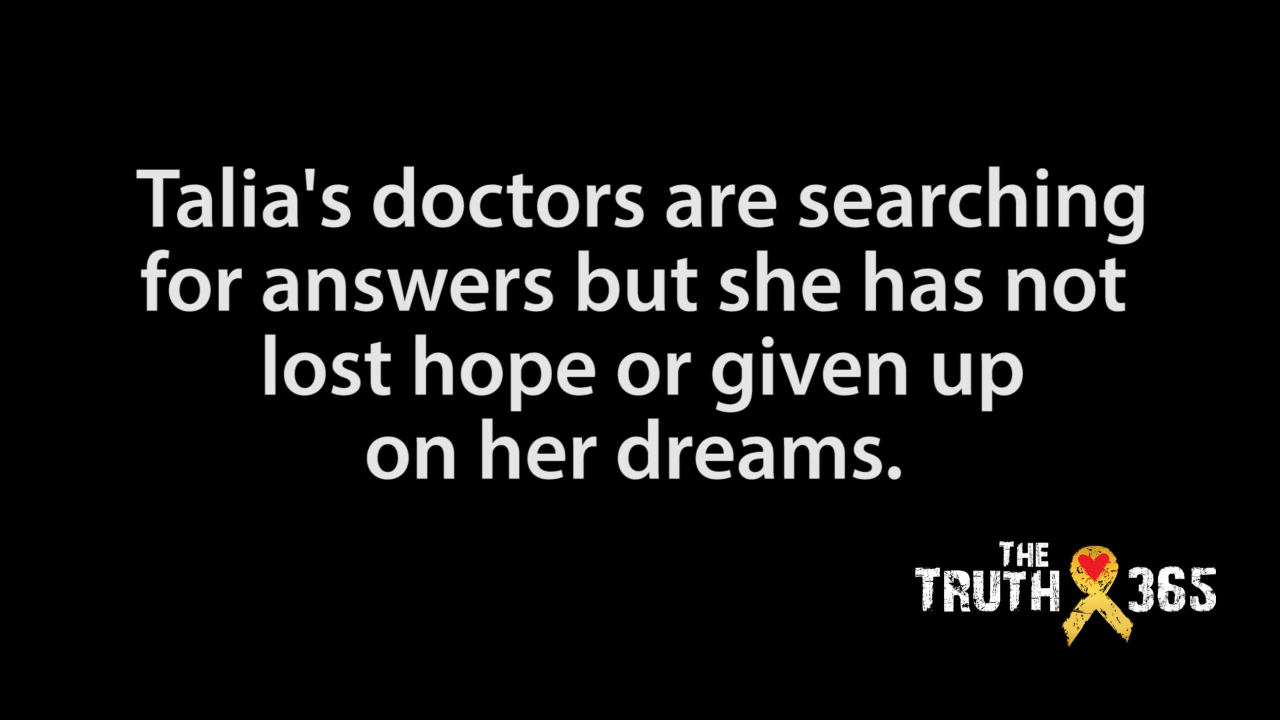 Talia's doctors are searching
for answers but she has not
lost hope or given up
on her dreams.
THE
TRUTH 365